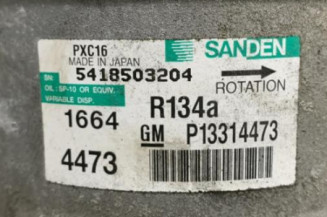 PXC16
SANDEN
MADE IN JAPAN
SN 5418503204
ROTATION
OIL : SP-10 OR EQUIV.
VARIABLE DISP.
R134a
1664
GM P13314473
4473